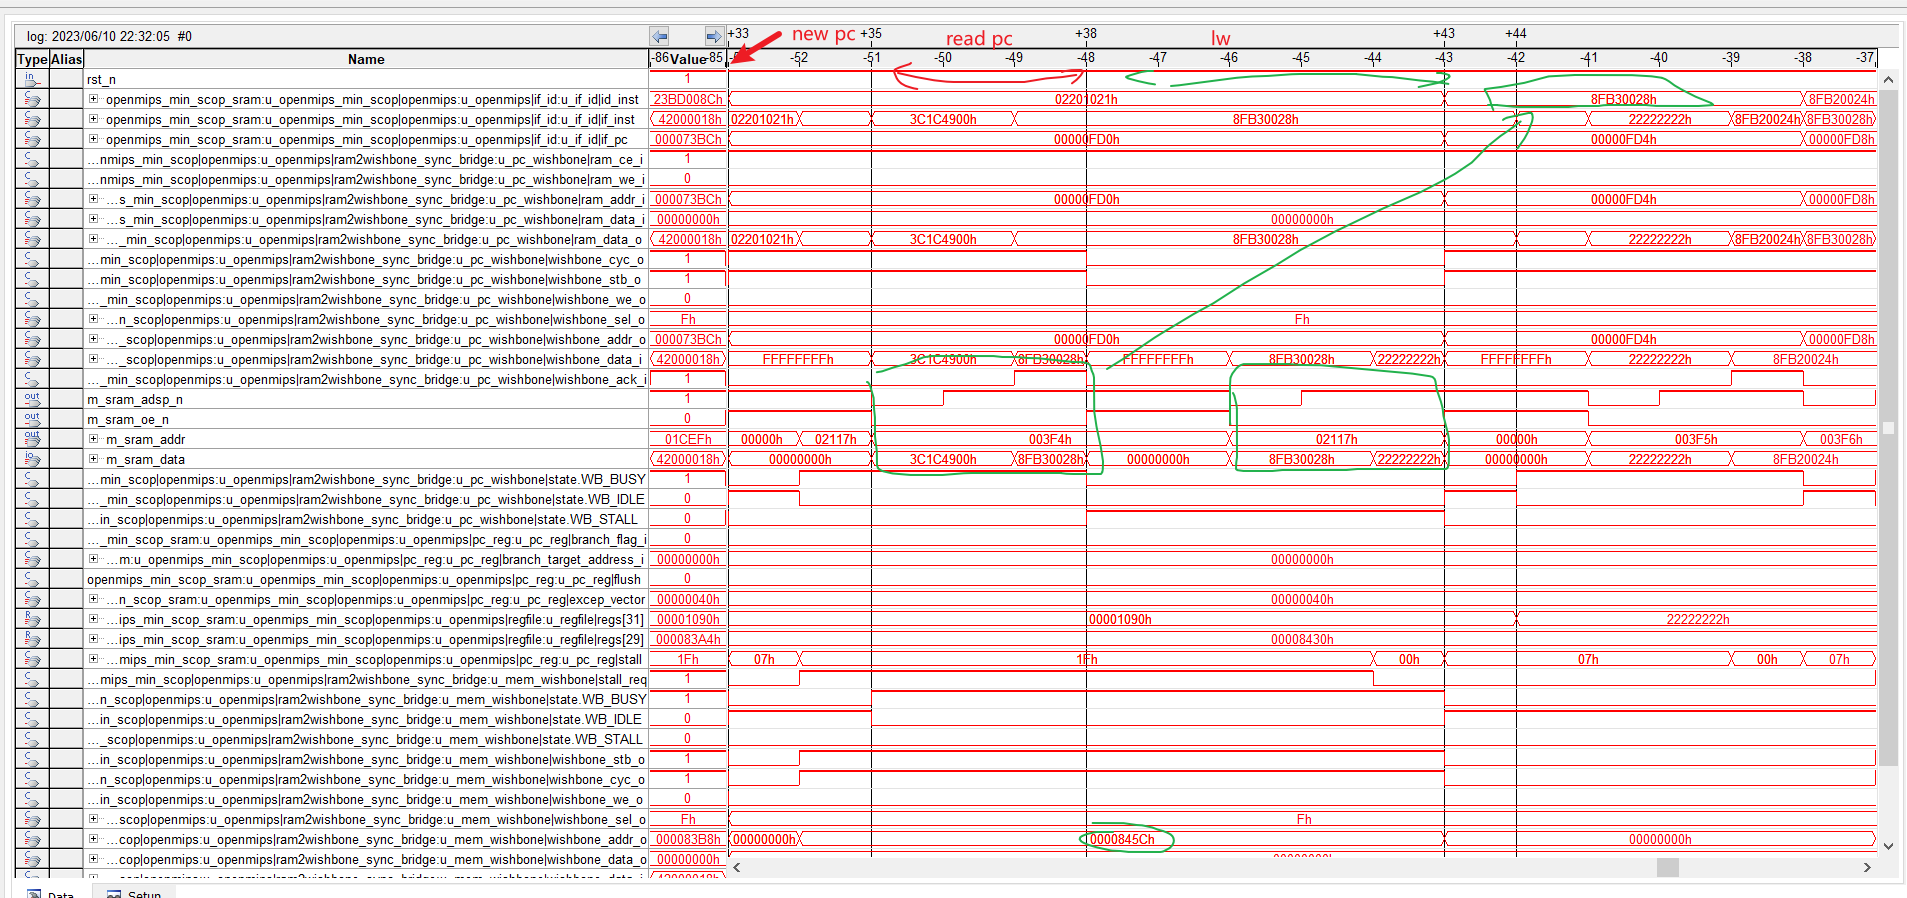 log: 2023/06/10 22:32:05 #0
+33 +35 +38 +43 +44
new pc read pc lw
Type Alias Name -86 Value -85 -52 -51 -50 -49 -48 -47 -46 -45 -44 -43 -42 -41 -40 -39 -38 -37
rst_n 1
openmips_min_scop_sram:u_openmips_min_scop|openmips:u_openmips|if_id:u_if_id|id_inst 23BD008Ch 02201021h 8FB30028h 8FB20024h
openmips_min_scop_sram:u_openmips_min_scop|openmips:u_openmips|if_id:u_if_id|if_inst 42000018h 02201021h 3C1C4900h 8FB30028h 22222222h 8FB20024h 8FB30028h
openmips_min_scop_sram:u_openmips_min_scop|openmips:u_openmips|if_id:u_if_id|if_pc 000073BCh 00000FD0h 00000FD4h 00000FD8h
...nmips_min_scop|openmips:u_openmips|ram2wishbone_sync_bridge:u_pc_wishbone|ram_ce_i 1
...nmips_min_scop|openmips:u_openmips|ram2wishbone_sync_bridge:u_pc_wishbone|ram_we_i 0
...s_min_scop|openmips:u_openmips|ram2wishbone_sync_bridge:u_pc_wishbone|ram_addr_i 000073BCh 00000FD0h 00000FD4h 00000FD8h
...s_min_scop|openmips:u_openmips|ram2wishbone_sync_bridge:u_pc_wishbone|ram_data_i 00000000h 00000000h
..._min_scop|openmips:u_openmips|ram2wishbone_sync_bridge:u_pc_wishbone|ram_data_o 42000018h 02201021h 3C1C4900h 8FB30028h 22222222h 8FB20024h 8FB30028h
...min_scop|openmips:u_openmips|ram2wishbone_sync_bridge:u_pc_wishbone|wishbone_cyc_o 1
...min_scop|openmips:u_openmips|ram2wishbone_sync_bridge:u_pc_wishbone|wishbone_stb_o 1
..._min_scop|openmips:u_openmips|ram2wishbone_sync_bridge:u_pc_wishbone|wishbone_we_o 0
...n_scop|openmips:u_openmips|ram2wishbone_sync_bridge:u_pc_wishbone|wishbone_sel_o Fh Fh
..._scop|openmips:u_openmips|ram2wishbone_sync_bridge:u_pc_wishbone|wishbone_addr_o 000073BCh 00000FD0h 00000FD4h 00000FD8h
..._scop|openmips:u_openmips|ram2wishbone_sync_bridge:u_pc_wishbone|wishbone_data_i 42000018h FFFFFFFFh 3C1C4900h 8FB30028h FFFFFFFFh 8FB30028h 22222222h FFFFFFFFh 22222222h 8FB20024h
..._min_scop|openmips:u_openmips|ram2wishbone_sync_bridge:u_pc_wishbone|wishbone_ack_i 1
m_sram_adsp_n 1
m_sram_oe_n 0
m_sram_addr 01CEFh 00000h 02117h 003F4h 02117h 00000h 003F5h 003F6h
m_sram_data 42000018h 00000000h 3C1C4900h 8FB30028h 00000000h 8FB30028h 22222222h 00000000h 22222222h 8FB20024h
...min_scop|openmips:u_openmips|ram2wishbone_sync_bridge:u_pc_wishbone|state.WB_BUSY 1
..._min_scop|openmips:u_openmips|ram2wishbone_sync_bridge:u_pc_wishbone|state.WB_IDLE 0
...in_scop|openmips:u_openmips|ram2wishbone_sync_bridge:u_pc_wishbone|state.WB_STALL 0
..._min_scop_sram:u_openmips_min_scop|openmips:u_openmips|pc_reg:u_pc_reg|branch_flag_i 0
...m:u_openmips_min_scop|openmips:u_openmips|pc_reg:u_pc_reg|branch_target_address_i 00000000h 00000000h
openmips_min_scop_sram:u_openmips_min_scop|openmips:u_openmips|pc_reg:u_pc_reg|flush 0
...n_scop_sram:u_openmips_min_scop|openmips:u_openmips|pc_reg:u_pc_reg|excep_vector 00000040h 00000040h
...ips_min_scop_sram:u_openmips_min_scop|openmips:u_openmips|regfile:u_regfile|regs[31] 00001090h 00001090h 22222222h
...ips_min_scop_sram:u_openmips_min_scop|openmips:u_openmips|regfile:u_regfile|regs[29] 000083A4h 00008430h
...mips_min_scop_sram:u_openmips_min_scop|openmips:u_openmips|pc_reg:u_pc_reg|stall 1Fh 07h 1Fh 00h 07h 00h 07h
...mips_min_scop|openmips:u_openmips|ram2wishbone_sync_bridge:u_mem_wishbone|stall_req 1
...n_scop|openmips:u_openmips|ram2wishbone_sync_bridge:u_mem_wishbone|state.WB_BUSY 1
...in_scop|openmips:u_openmips|ram2wishbone_sync_bridge:u_mem_wishbone|state.WB_IDLE 0
..._scop|openmips:u_openmips|ram2wishbone_sync_bridge:u_mem_wishbone|state.WB_STALL 0
...in_scop|openmips:u_openmips|ram2wishbone_sync_bridge:u_mem_wishbone|wishbone_stb_o 1
...n_scop|openmips:u_openmips|ram2wishbone_sync_bridge:u_mem_wishbone|wishbone_cyc_o 1
...in_scop|openmips:u_openmips|ram2wishbone_sync_bridge:u_mem_wishbone|wishbone_we_o 0
...scop|openmips:u_openmips|ram2wishbone_sync_bridge:u_mem_wishbone|wishbone_sel_o Fh Fh
...cop|openmips:u_openmips|ram2wishbone_sync_bridge:u_mem_wishbone|wishbone_addr_o 000083B8h 00000000h 0000845Ch 00000000h
...cop|openmips:u_openmips|ram2wishbone_sync_bridge:u_mem_wishbone|wishbone_data_o 00000000h
Data Setup